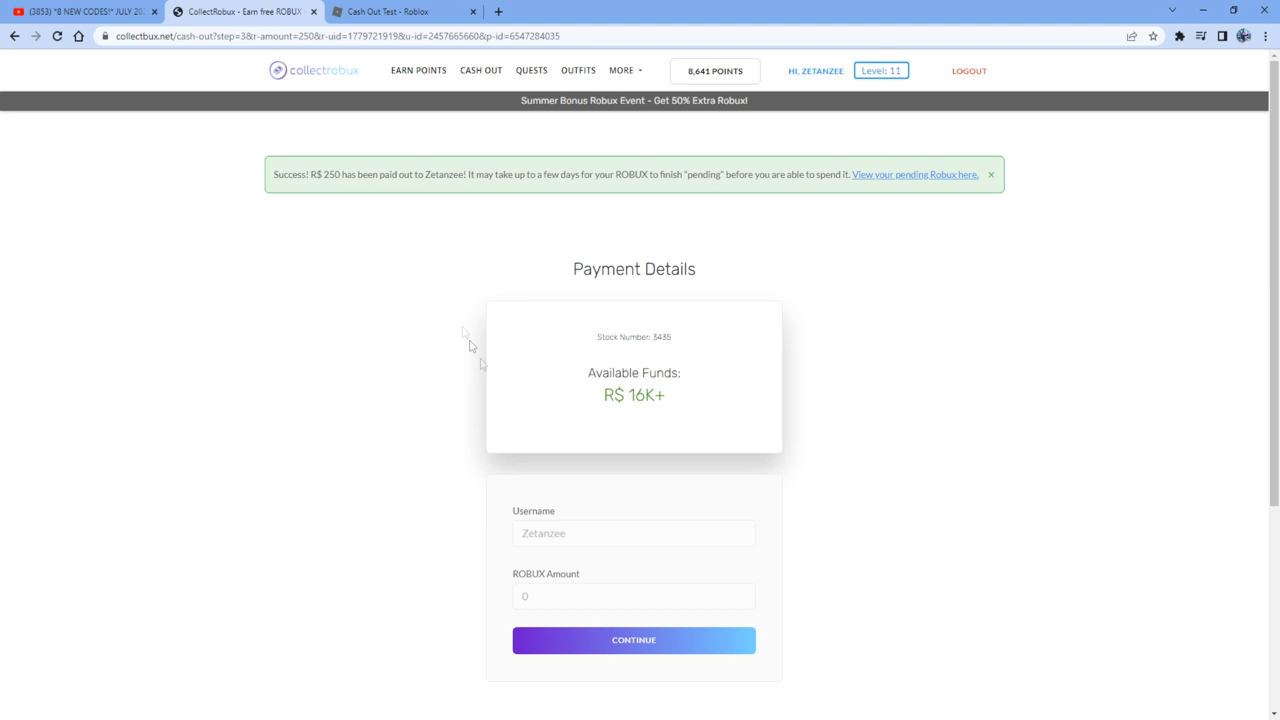 (3853) *8 NEW CODES!* JULY 202
CollectRobux - Earn free ROBUX
Cash Out Test - Roblox
collectbux.net/cash-out?step=3&r-amount=250&r-uid=1779721919&u-id=24576656660&p-id=6547284035
collectrobux
EARN POINTS
CASH OUT
QUESTS
OUTFITS
MORE
8,641 POINTS
HI, ZETANZEE
Level: 11
LOGOUT
Summer Bonus Robux Event - Get 50% Extra Robux!
Success! R$ 250 has been paid out to Zetanzee! It may take up to a few days for your ROBUX to finish "pending" before you are able to spend it. View your pending Robux here. ×
Payment Details
Stock Number: 3435
Available Funds:
R$ 16K+
Username
Zetanzee
ROBUX Amount
0
CONTINUE